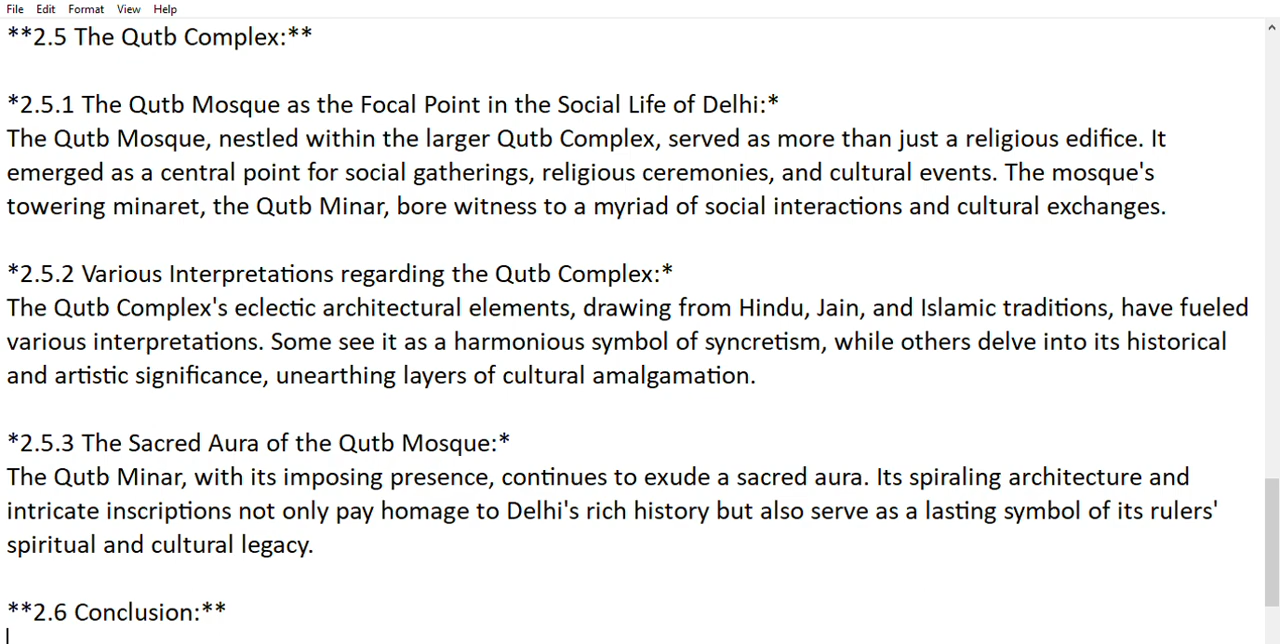 File Edit Format View Help
**2.5 The Qutb Complex:**
*2.5.1 The Qutb Mosque as the Focal Point in the Social Life of Delhi:*
The Qutb Mosque, nestled within the larger Qutb Complex, served as more than just a religious edifice. It
emerged as a central point for social gatherings, religious ceremonies, and cultural events. The mosque's
towering minaret, the Qutb Minar, bore witness to a myriad of social interactions and cultural exchanges.
*2.5.2 Various Interpretations regarding the Qutb Complex:*
The Qutb Complex's eclectic architectural elements, drawing from Hindu, Jain, and Islamic traditions, have fueled
various interpretations. Some see it as a harmonious symbol of syncretism, while others delve into its historical
and artistic significance, unearthing layers of cultural amalgamation.
*2.5.3 The Sacred Aura of the Qutb Mosque:*
The Qutb Minar, with its imposing presence, continues to exude a sacred aura. Its spiraling architecture and
intricate inscriptions not only pay homage to Delhi's rich history but also serve as a lasting symbol of its rulers'
spiritual and cultural legacy.
**2.6 Conclusion:**